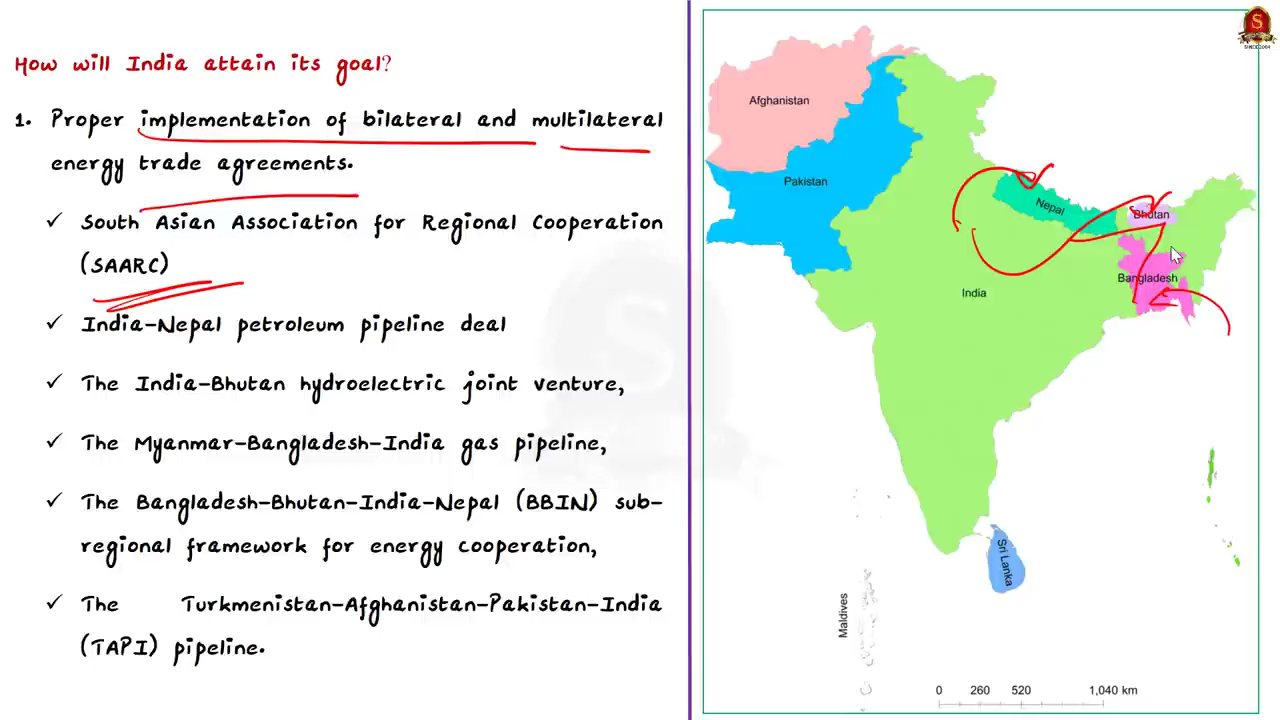 How will India attain its goal?
1. Proper implementation of bilateral and multilateral
energy trade agreements.
✓ South Asian Association for Regional Cooperation
(SAARC)
✓ India-Nepal petroleum pipeline deal
✓ The India-Bhutan hydroelectric joint venture,
✓ The Myanmar-Bangladesh-India gas pipeline,
✓ The Bangladesh-Bhutan-India-Nepal (BBIN) sub-
regional framework for energy cooperation,
✓ The Turkmenistan-Afghanistan-Pakistan-India
(TAPI) pipeline.
Afghanistan
Pakistan
Nepal
Bhutan
Bangladesh
India
Sri Lanka
Maldives
0 260 520 1,040 km
S